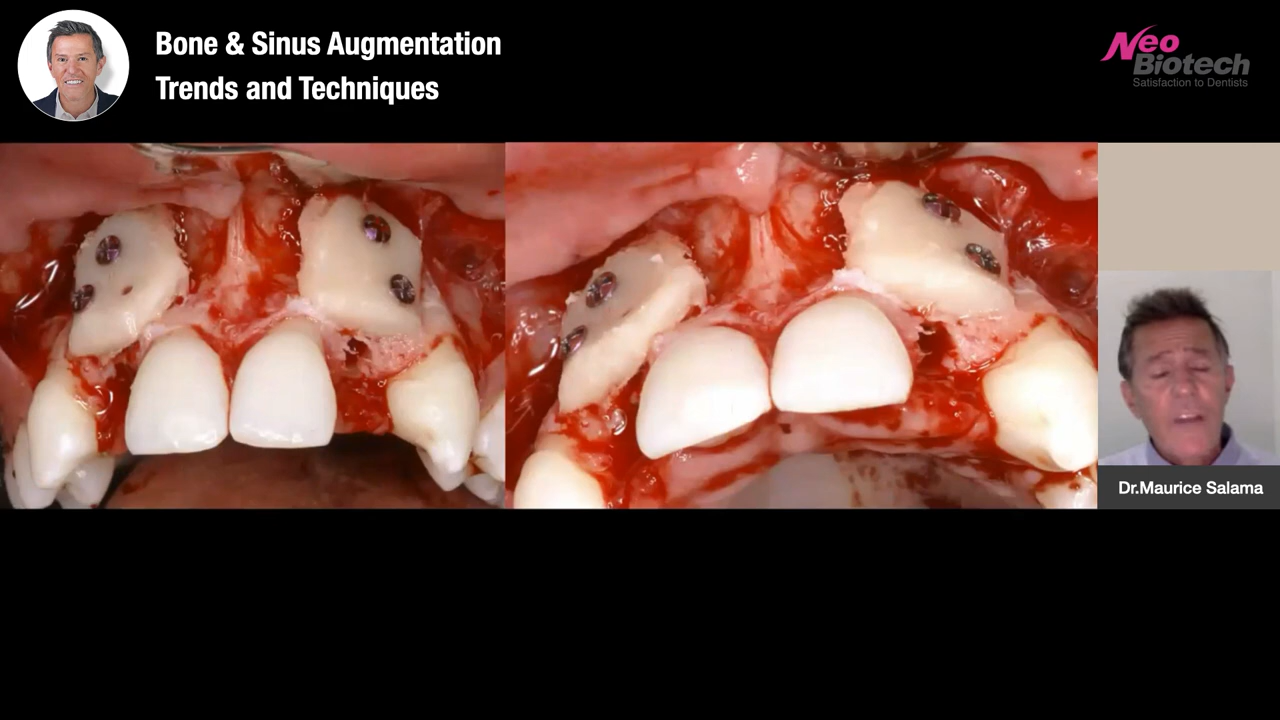 Bone & Sinus Augmentation
Trends and Techniques
Neo
Biotech
Satisfaction to Dentists
Dr.Maurice Salama